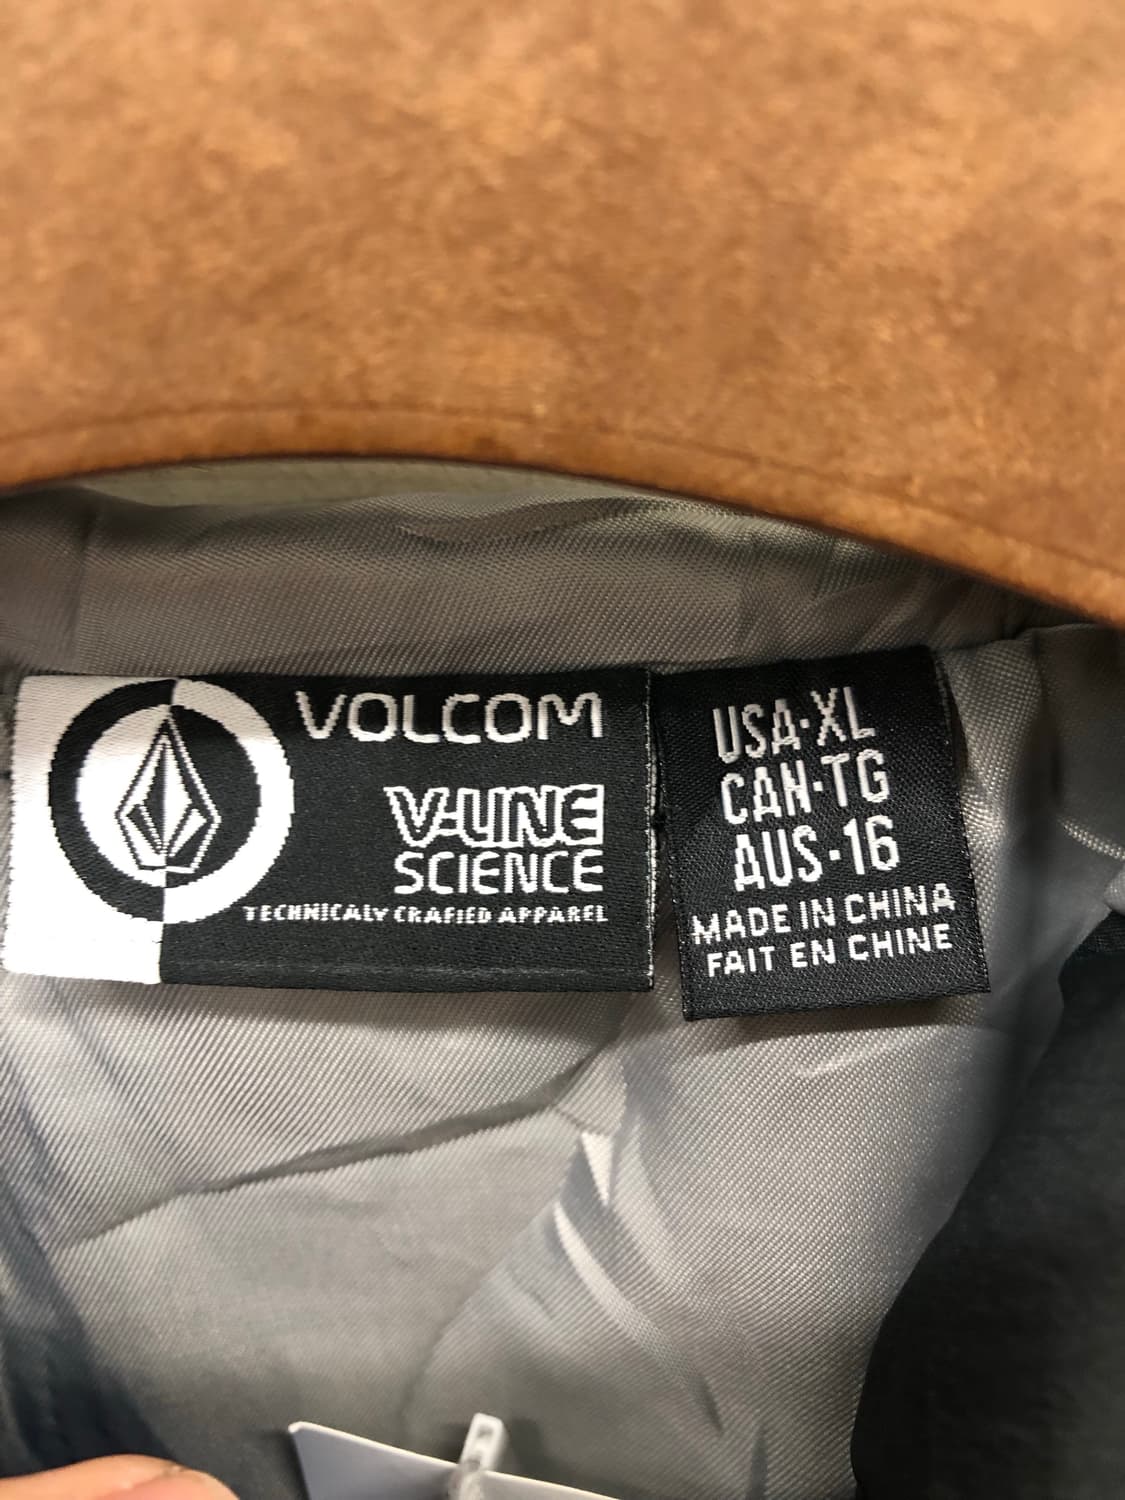 VOLCOM
V-LINE
SCIENCE
TECHNICALY CRAFIED APPAREL
USA·XL
CAN·TG
AUS·16
MADE IN CHINA
FAIT EN CHINE